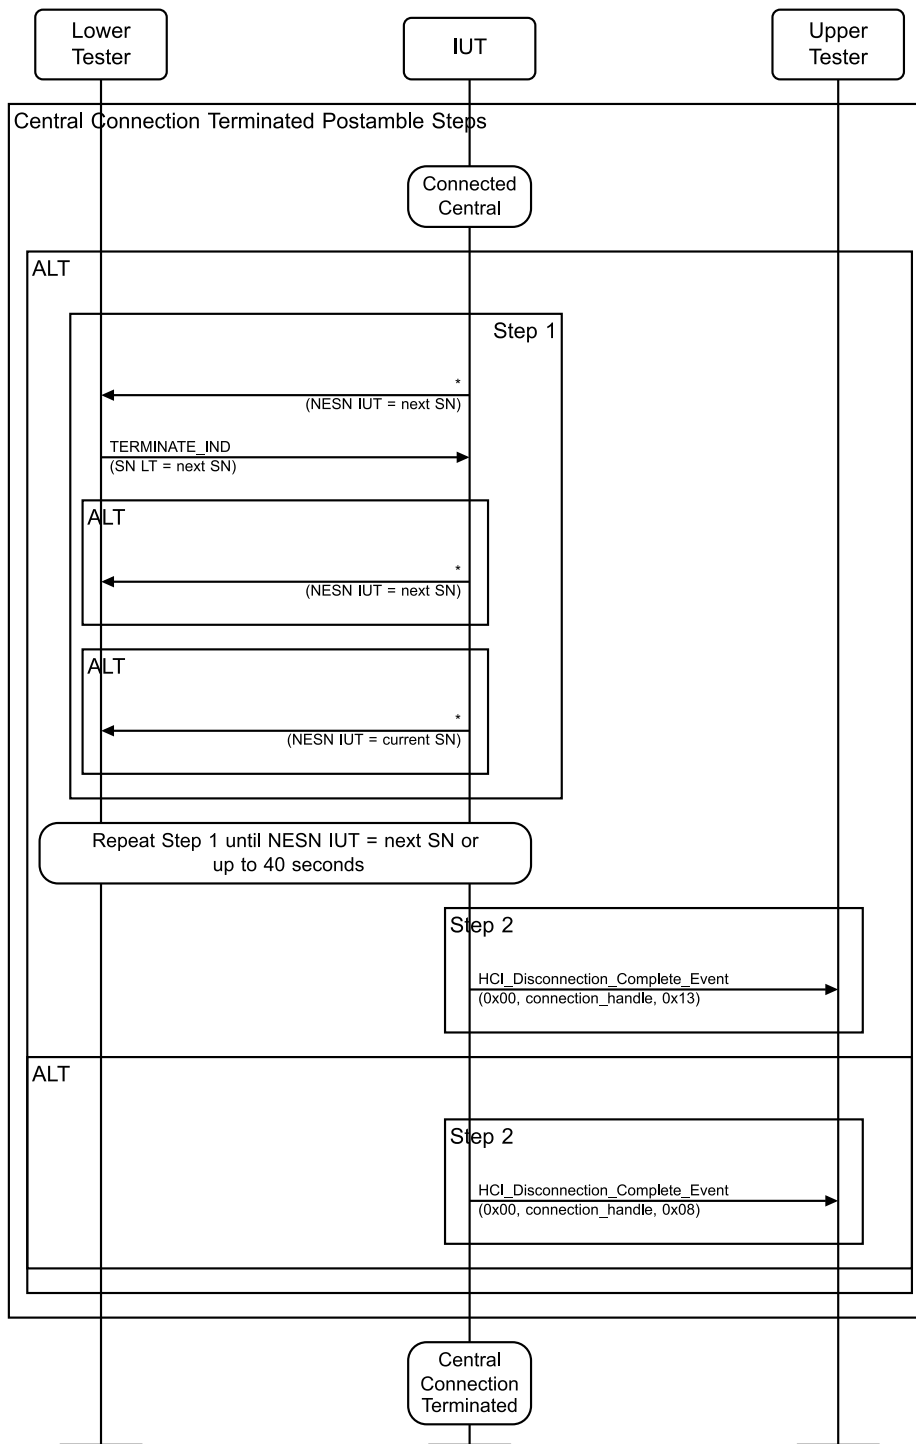 Lower
Tester
IUT
Upper
Tester
Central Connection Terminated Postamble Steps
Connected
Central
ALT
Step 1
*
(NESN IUT = next SN)
TERMINATE_IND
(SN LT = next SN)
ALT
*
(NESN IUT = next SN)
ALT
*
(NESN IUT = current SN)
Repeat Step 1 until NESN IUT = next SN or
up to 40 seconds
Step 2
HCI_Disconnection_Complete_Event
(0x00, connection_handle, 0x13)
ALT
Step 2
HCI_Disconnection_Complete_Event
(0x00, connection_handle, 0x08)
Central
Connection
Terminated